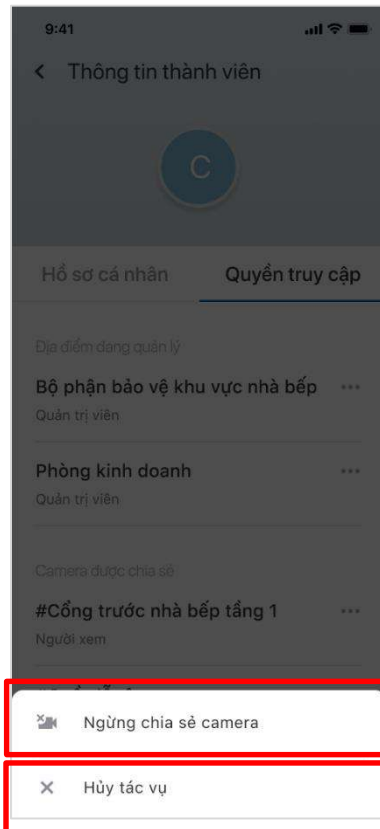 9:41
Thông tin thành viên
C
Hồ sơ cá nhân Quyền truy cập
Địa điểm đang quản lý
Bộ phận bảo vệ khu vực nhà bếp
Quản trị viên
Phòng kinh doanh
Quản trị viên
Camera được chia sẻ
#Cổng trước nhà bếp tầng 1
Người xem
Ngừng chia sẻ camera
Hủy tác vụ